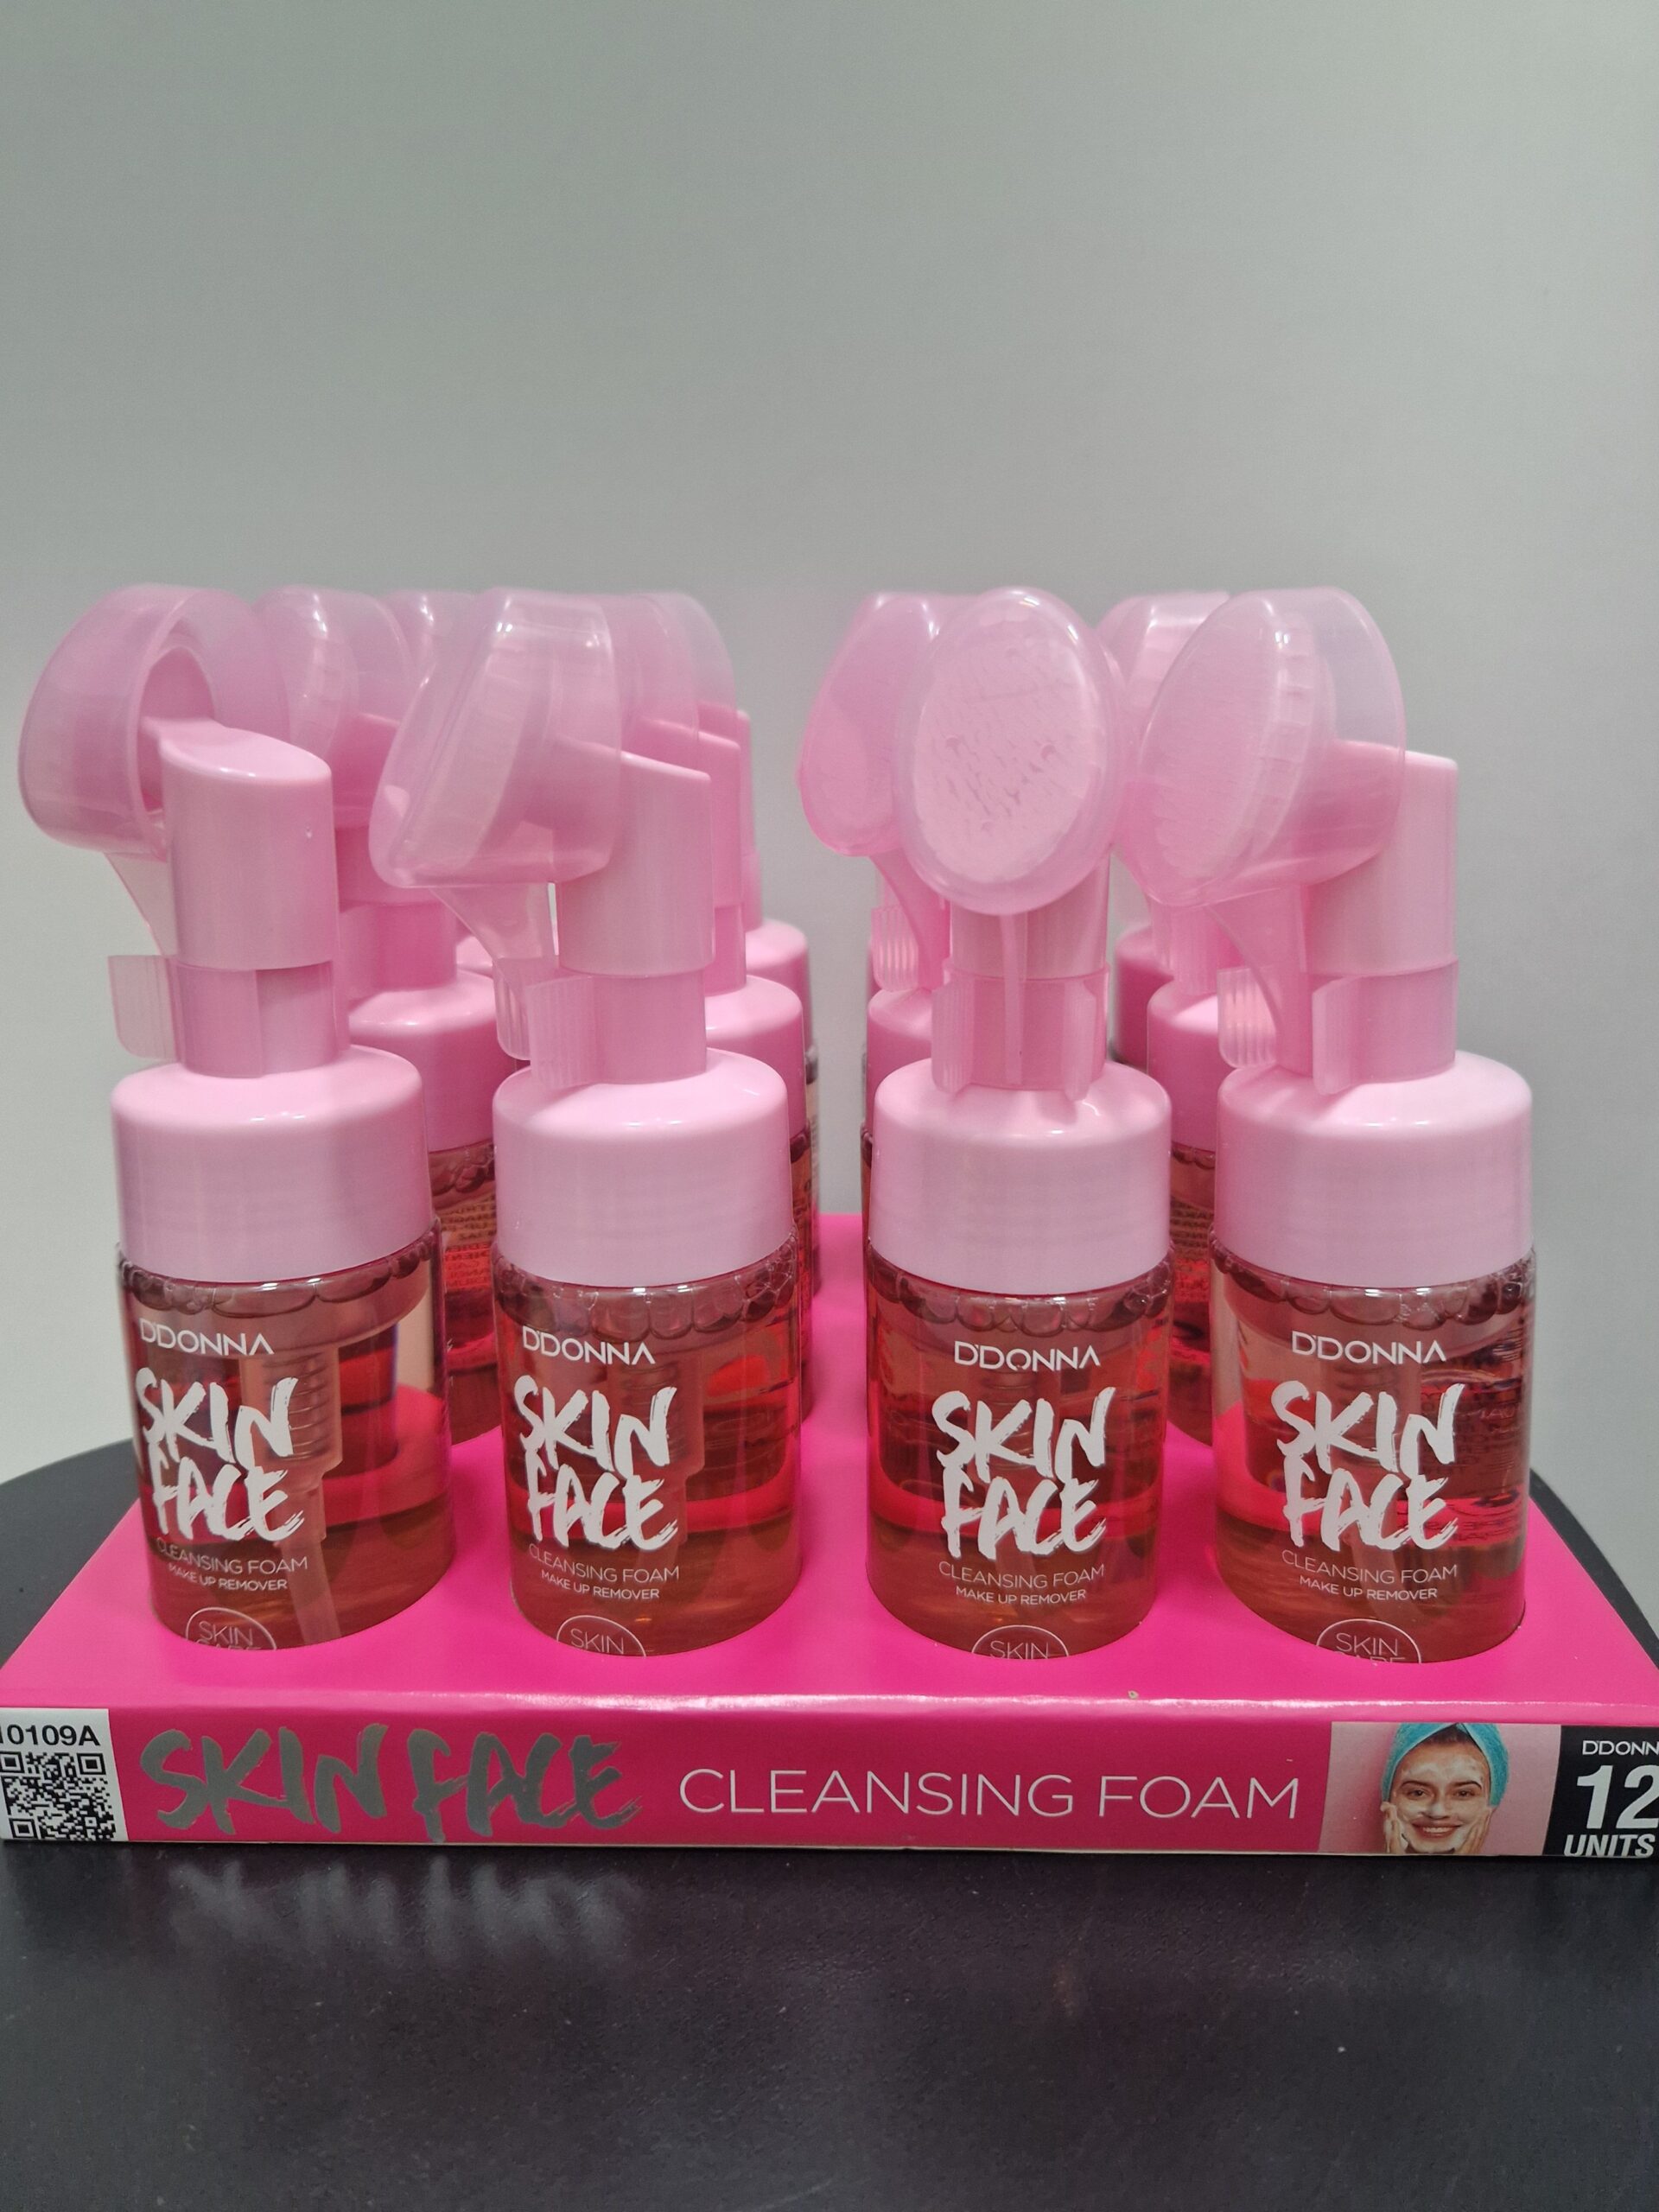 D'DONNA
SKIN
FACE
CLEANSING FOAM
MAKE UP REMOVER
SKIN
CARE
D'DONNA
SKIN
FACE
CLEANSING FOAM
MAKE UP REMOVER
SKIN
D'DONNA
SKIN
FACE
CLEANSING FOAM
MAKE UP REMOVER
SKIN
D'DONNA
SKIN
FACE
CLEANSING FOAM
MAKE UP REMOVER
SKIN
CARE
0109A
SKIN FACE CLEANSING FOAM
D'DONN
12
UNITS